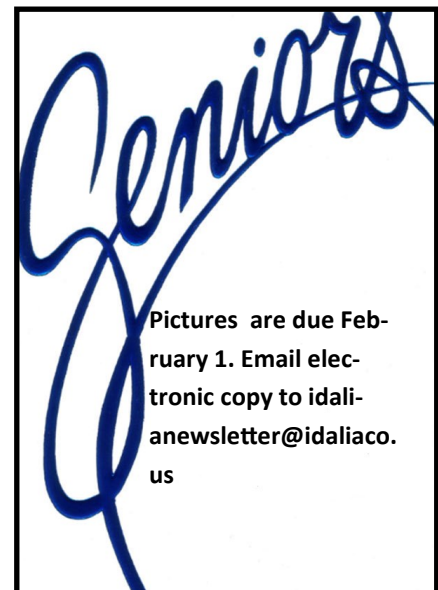 Seniors
Pictures  are due Feb-
ruary 1. Email elec-
tronic copy to idali-
anewsletter@idaliaco.
us